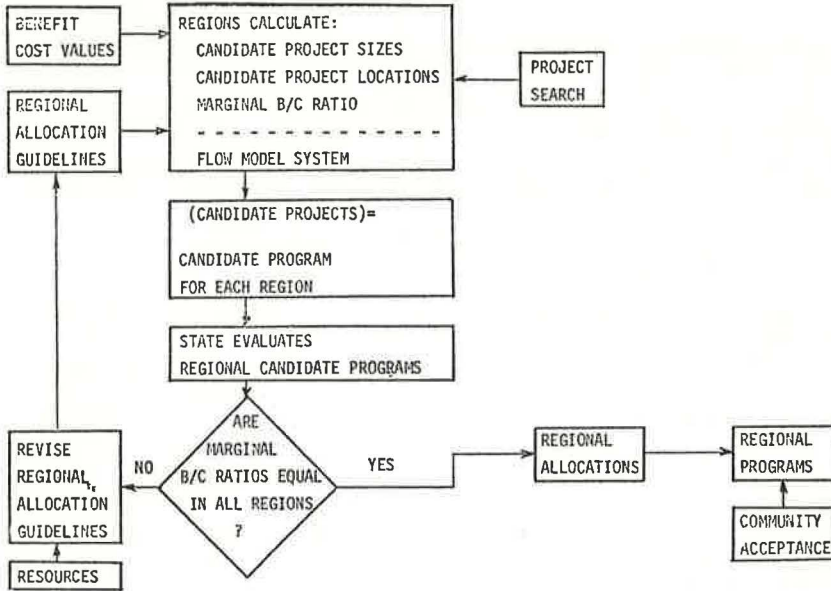 BENEFIT
COST VALUES
REGIONS CALCULATE:
CANDIDATE PROJECT SIZES
CANDIDATE PROJECT LOCATIONS
MARGINAL B/C RATIO
FLOW MODEL SYSTEM
PROJECT
SEARCH
REGIONAL
ALLOCATION
GUIDELINES
(CANDIDATE PROJECTS)=
CANDIDATE PROGRAM
FOR EACH REGION
STATE EVALUATES
REGIONAL CANDIDATE PROGRAMS
ARE
MARGINAL
B/C RATIOS EQUAL
IN ALL REGIONS
?
NO
YES
REVISE
REGIONAL
ALLOCATION
GUIDELINES
RESOURCES
REGIONAL
ALLOCATIONS
REGIONAL
PROGRAMS
COMMUNITY
ACCEPTANCE